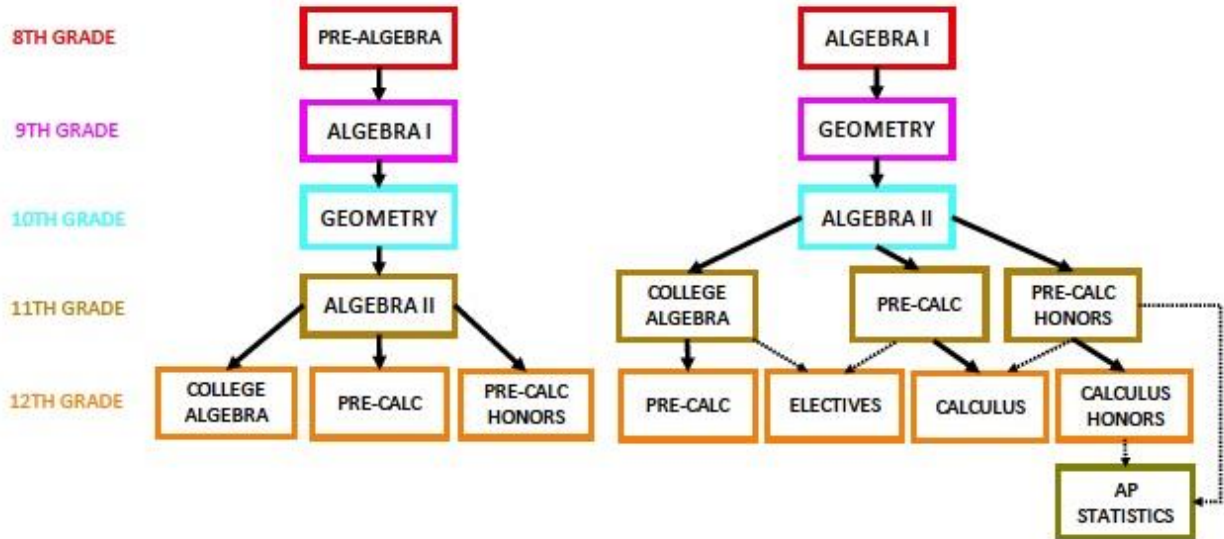 8TH GRADE
PRE-ALGEBRA
ALGEBRA I
9TH GRADE
ALGEBRA I
GEOMETRY
10TH GRADE
GEOMETRY
ALGEBRA II
11TH GRADE
ALGEBRA II
COLLEGE
ALGEBRA
PRE-CALC
PRE-CALC
HONORS
12TH GRADE
COLLEGE
ALGEBRA
PRE-CALC
PRE-CALC
HONORS
PRE-CALC
ELECTIVES
CALCULUS
CALCULUS
HONORS
AP
STATISTICS